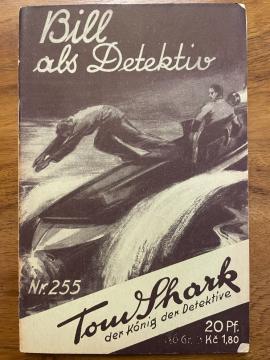 Bill
als Detektiv
Nr. 255
Tom Shark
der König der Detektive
20 Pf.
Kč 1,80